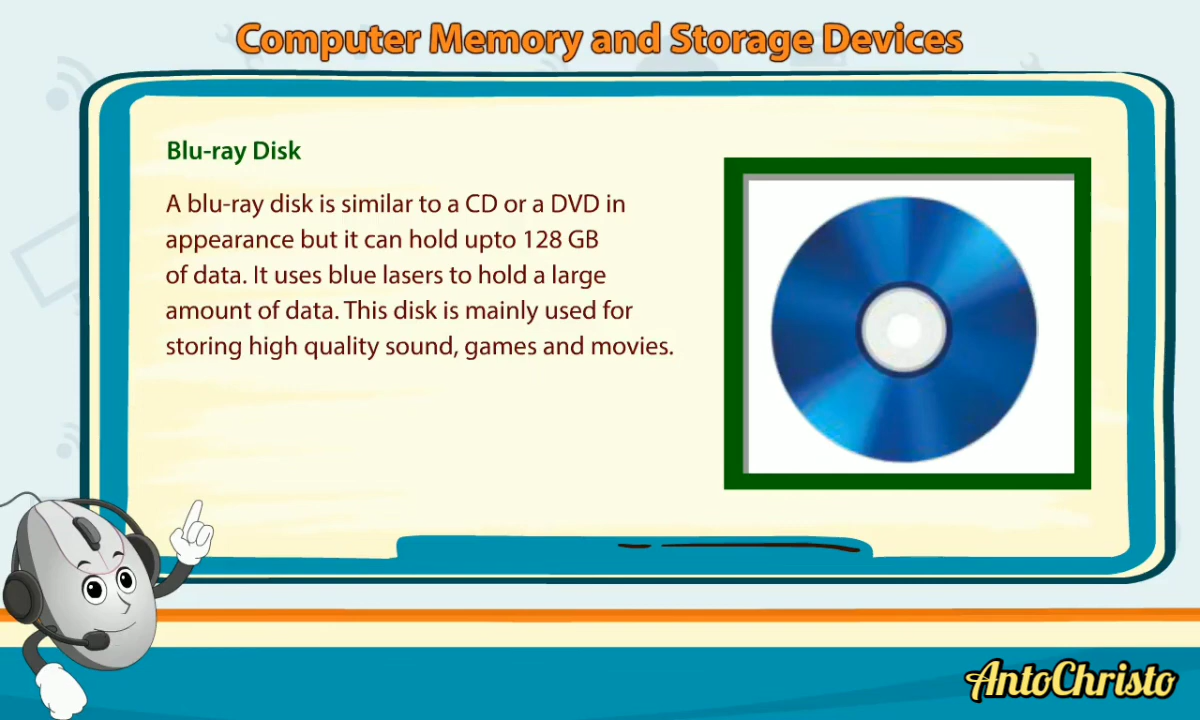 Computer Memory and Storage Devices
Blu-ray Disk
A blu-ray disk is similar to a CD or a DVD in
appearance but it can hold upto 128 GB
of data. It uses blue lasers to hold a large
amount of data. This disk is mainly used for
storing high quality sound, games and movies.
AntoChristo